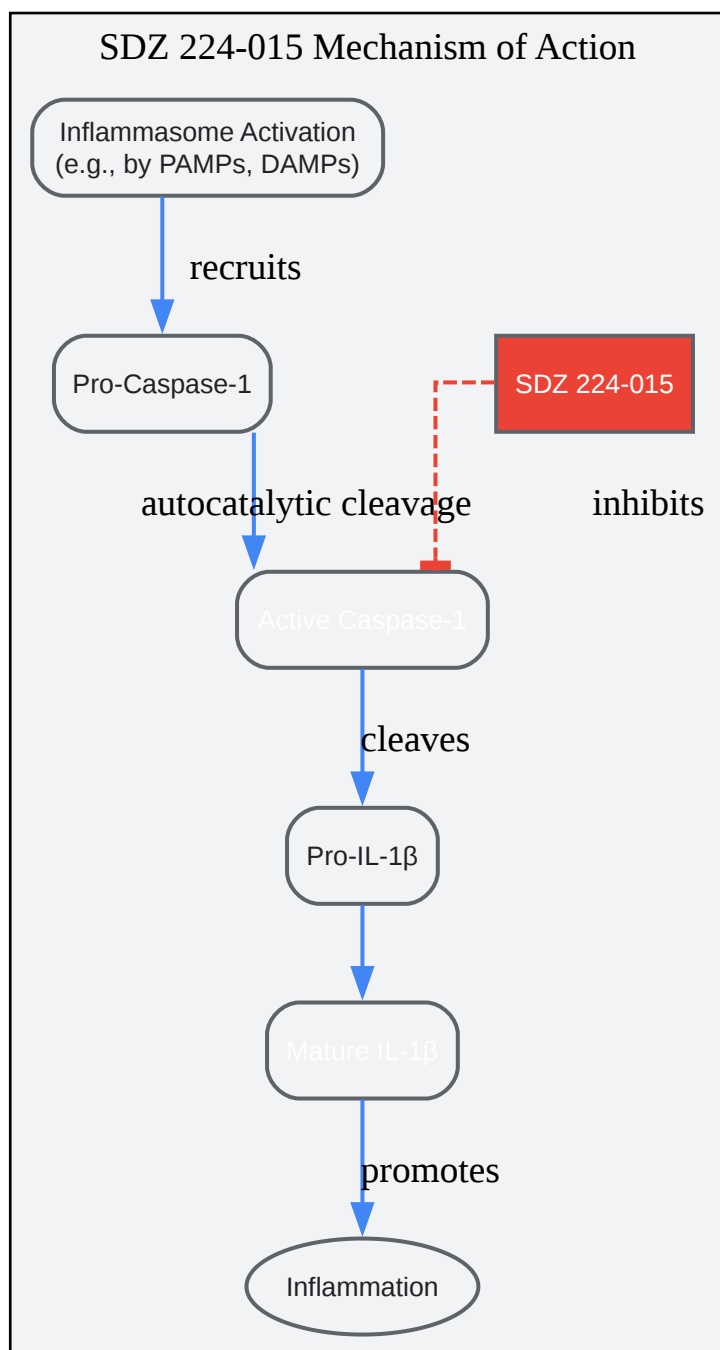 SDZ 224-015 Mechanism of Action
Inflammasome Activation
(e.g., by PAMPs, DAMPs)
recruits
Pro-Caspase-1
SDZ 224-015
autocatalytic cleavage
inhibits
Active Caspase-1
cleaves
Pro-IL-1β
Mature IL-1β
promotes
Inflammation